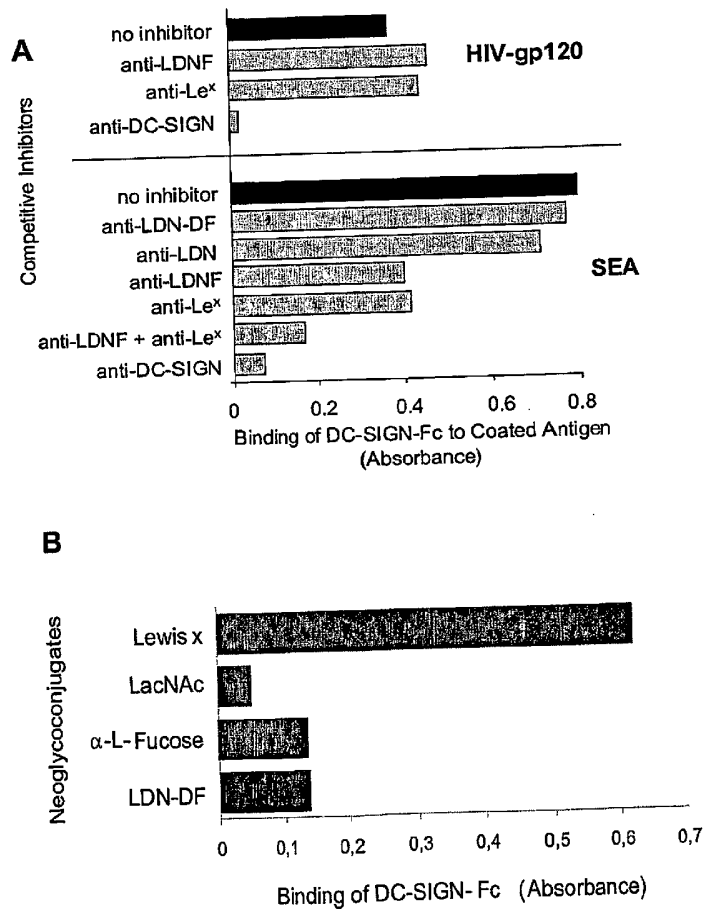 A
Competitive Inhibitors
no inhibitor
HIV-gp120
anti-LDNF
anti-Leˣ
anti-DC-SIGN
no inhibitor
anti-LDN-DF
anti-LDN
SEA
anti-LDNF
anti-Leˣ
anti-LDNF + anti-Leˣ
anti-DC-SIGN
0 0.2 0.4 0.6 0.8
Binding of DC-SIGN-Fc to Coated Antigen
(Absorbance)
B
Neoglycoconjugates
Lewis x
LacNAc
α-L-Fucose
LDN-DF
0 0,1 0,2 0,3 0,4 0,5 0,6 0,7
Binding of DC-SIGN-Fc (Absorbance)